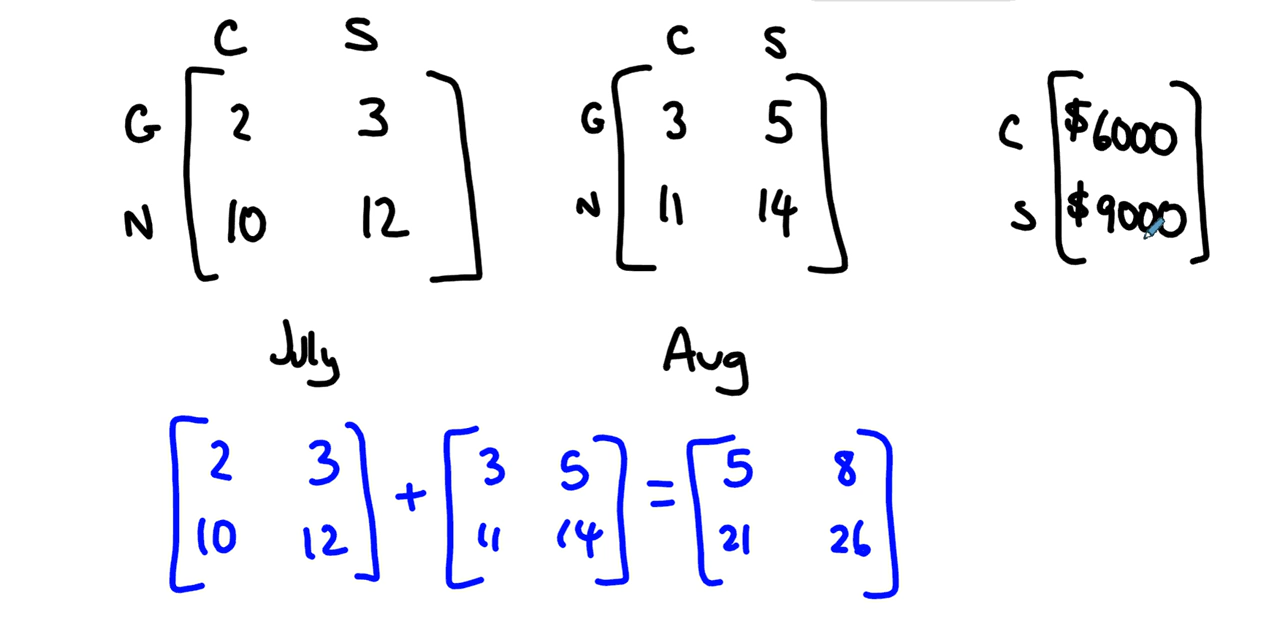 C S C S
G 2 3 G 3 5 C $6000
N 10 12 N 11 14 S $9000
July Aug
2 3 + 3 5 = 5 8
10 12 11 14 21 26